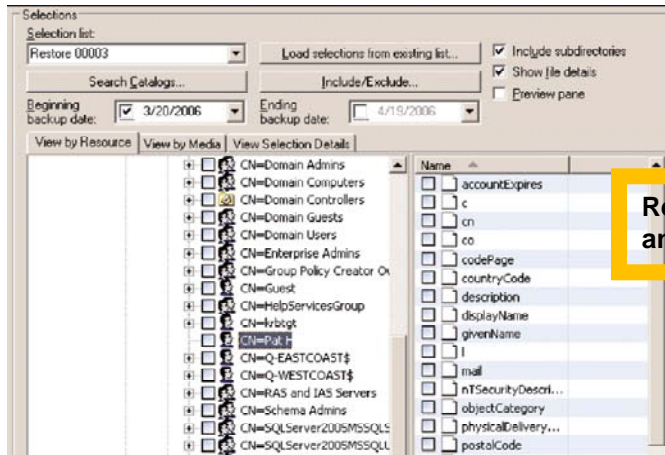 Selections
Selection list:
Restore 00003
Load selections from existing list...
Include subdirectories
Search Catalogs...
Include/Exclude...
Show file details
Preview pane
Beginning backup date:
3/20/2006
Ending backup date:
4/19/2006
View by Resource
View by Media
View Selection Details
CN=Domain Admins
CN=Domain Computers
CN=Domain Controllers
CN=Domain Guests
CN=Domain Users
CN=Enterprise Admins
CN=Group Policy Creator
CN=Guest
CN=HelpServicesGroup
CN=krbtgt
CN=Pat
CN=Q-EASTCOAST$
CN=Q-WESTCOAST$
CN=RAS and IAS Servers
CN=Schema Admins
CN=SQLServer2005MSSQLS
CN=SQLServer2005MSSQLU
Name
accountExpires
c
cn
co
codePage
countryCode
description
displayName
givenName
l
mail
nTSecurityDescri...
objectCategory
physicalDelivery...
postalCode